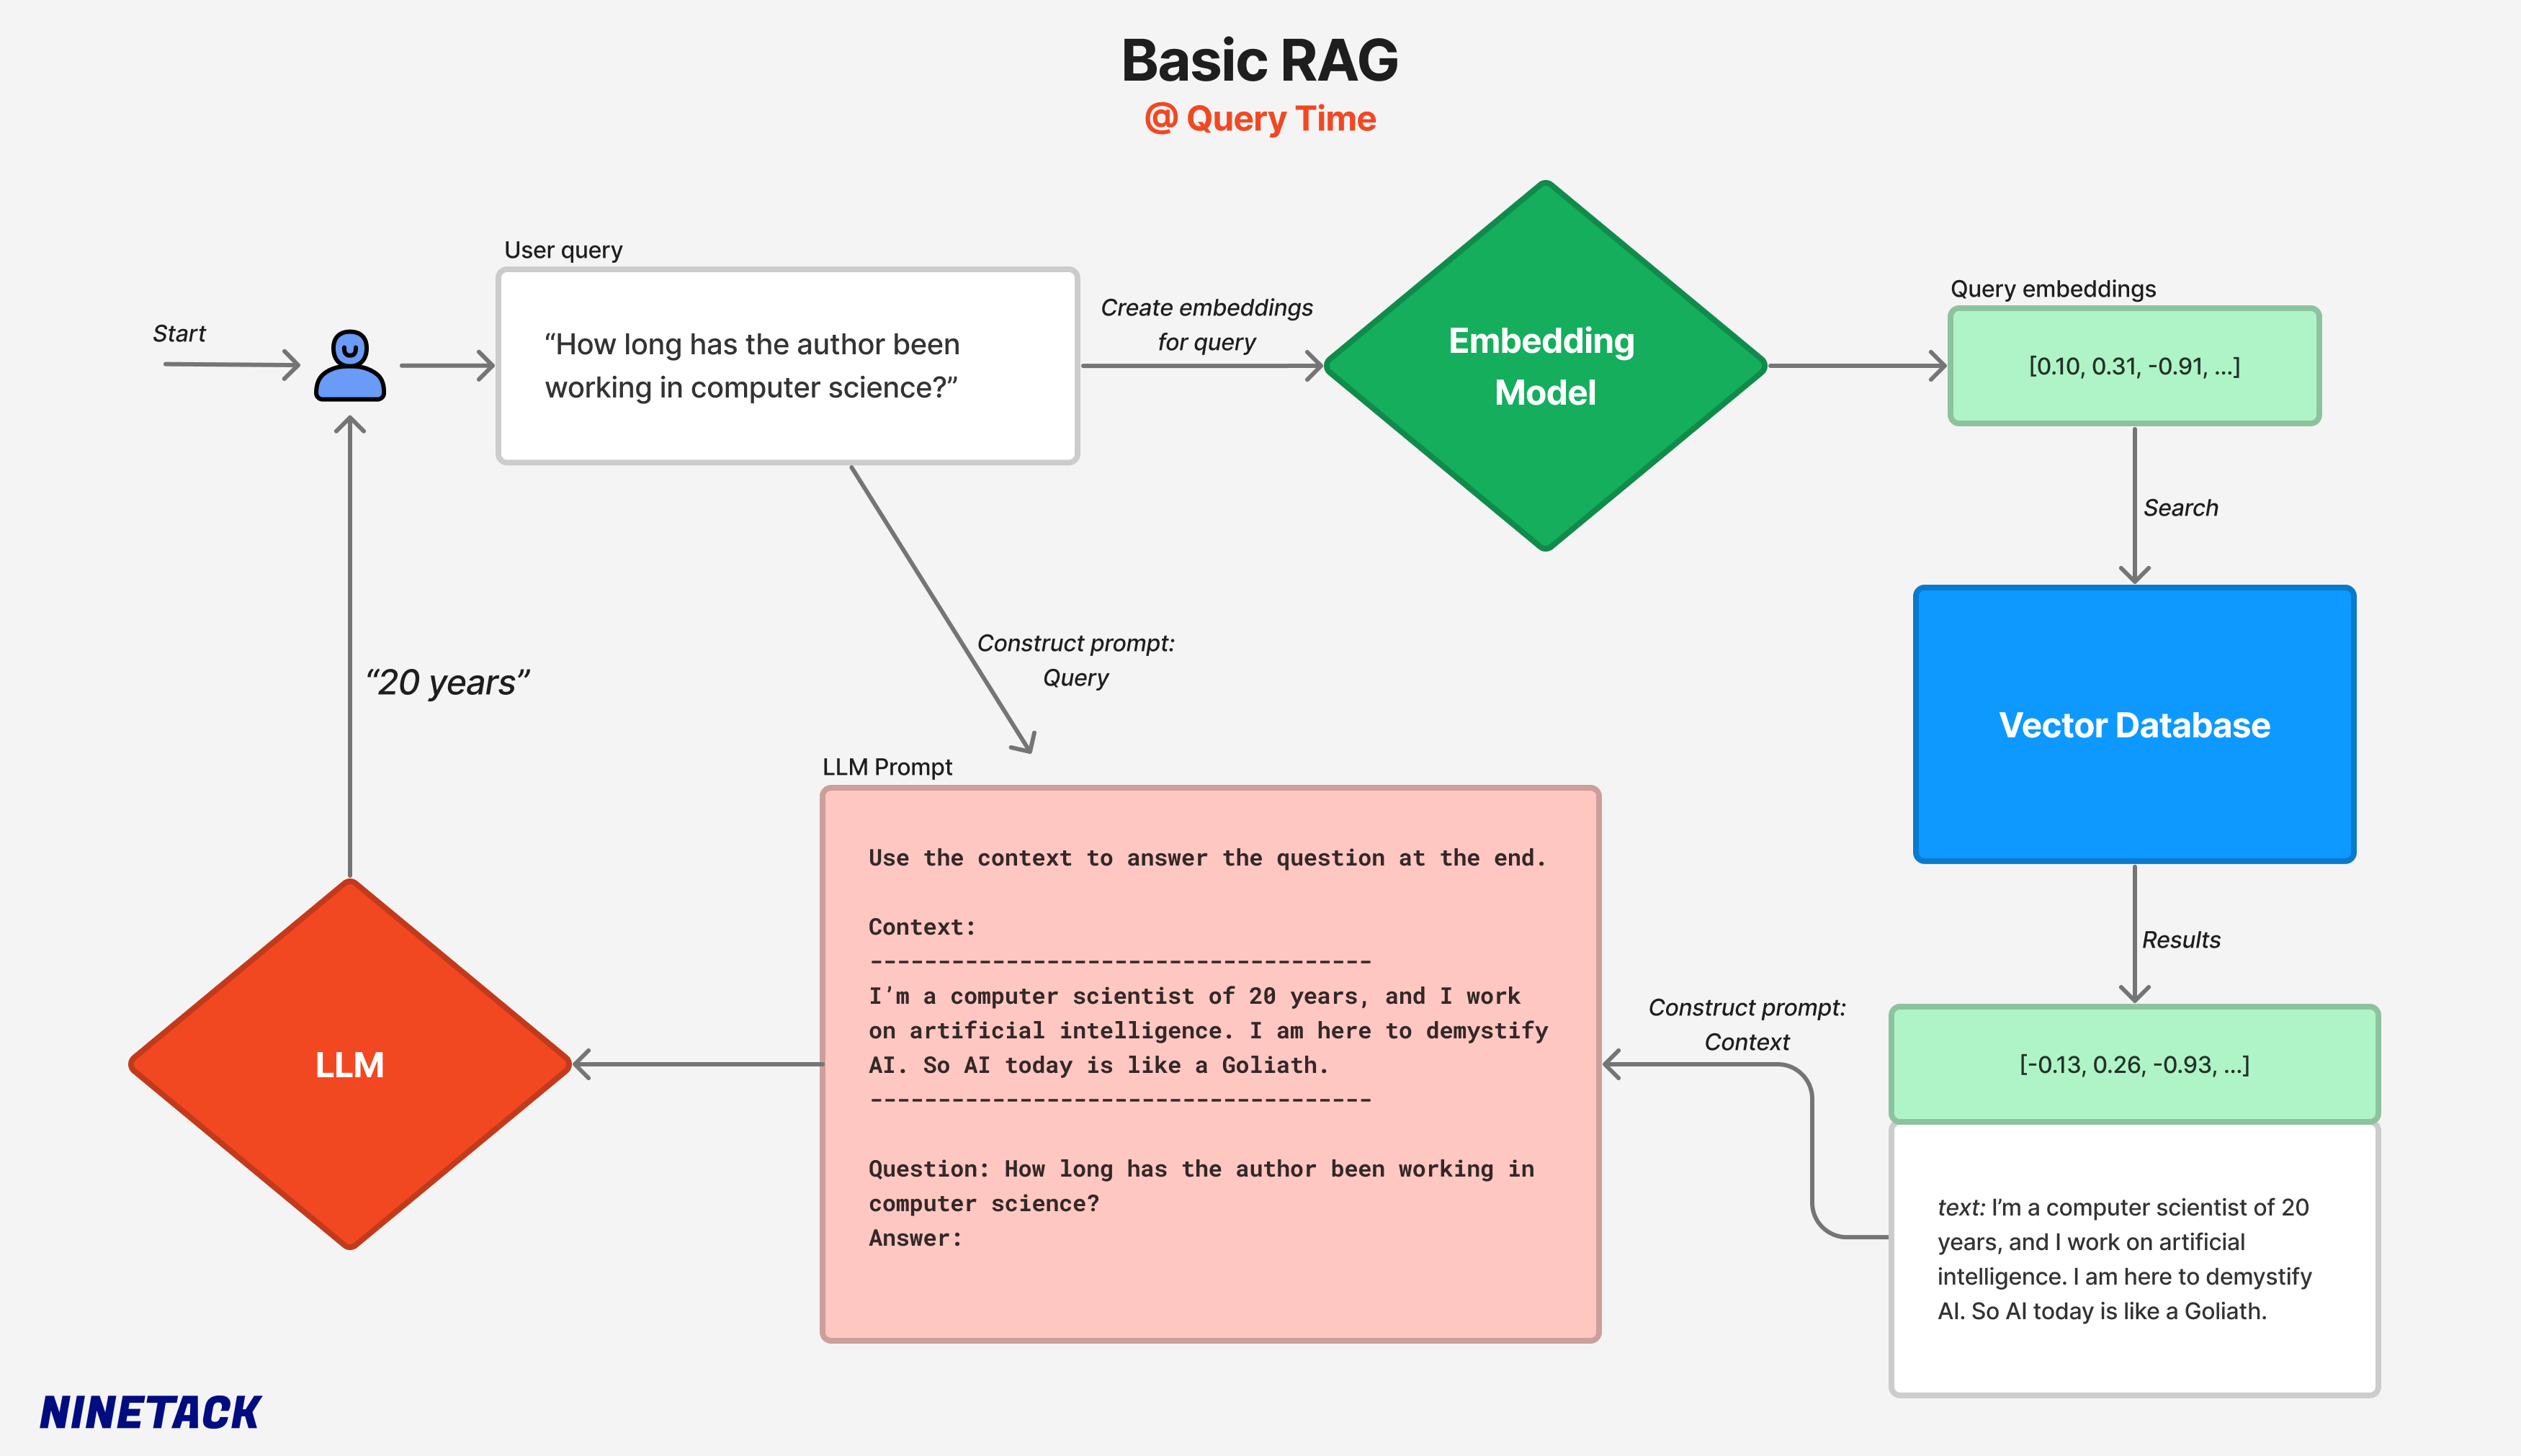 Basic RAG
@ Query Time
Start
User query
“How long has the author been
working in computer science?”
Create embeddings
for query
Embedding
Model
Query embeddings
[0.10, 0.31, -0.91, ...]
Search
Vector Database
Results
[-0.13, 0.26, -0.93, ...]
text: I’m a computer scientist of 20
years, and I work on artificial
intelligence. I am here to demystify
AI. So AI today is like a Goliath.
Construct prompt:
Context
Construct prompt:
Query
LLM Prompt
Use the context to answer the question at the end.
Context:
-------------------------------------
I’m a computer scientist of 20 years, and I work
on artificial intelligence. I am here to demystify
AI. So AI today is like a Goliath.
-------------------------------------
Question: How long has the author been working in
computer science?
Answer:
LLM
“20 years”
NINETACK